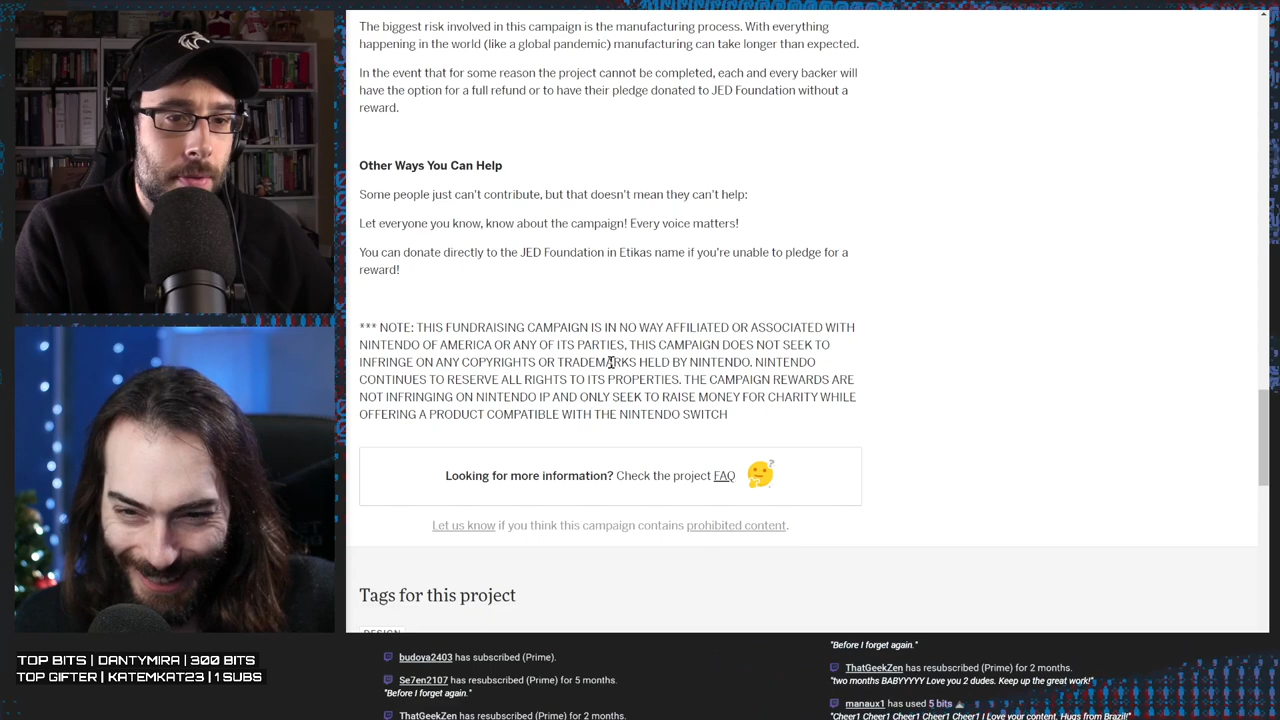 The biggest risk involved in this campaign is the manufacturing process. With everything
happening in the world (like a global pandemic) manufacturing can take longer than expected.
In the event that for some reason the project cannot be completed, each and every backer will
have the option for a full refund or to have their pledge donated to JED Foundation without a
reward.
Other Ways You Can Help
Some people just can't contribute, but that doesn't mean they can't help:
Let everyone you know, know about the campaign! Every voice matters!
You can donate directly to the JED Foundation in Etikas name if you're unable to pledge for a
reward!
*** NOTE: THIS FUNDRAISING CAMPAIGN IS IN NO WAY AFFILIATED OR ASSOCIATED WITH
NINTENDO OF AMERICA OR ANY OF ITS PARTIES, THIS CAMPAIGN DOES NOT SEEK TO
INFRINGE ON ANY COPYRIGHTS OR TRADEMARKS HELD BY NINTENDO. NINTENDO
CONTINUES TO RESERVE ALL RIGHTS TO ITS PROPERTIES. THE CAMPAIGN REWARDS ARE
NOT INFRINGING ON NINTENDO IP AND ONLY SEEK TO RAISE MONEY FOR CHARITY WHILE
OFFERING A PRODUCT COMPATIBLE WITH THE NINTENDO SWITCH
Looking for more information? Check the project FAQ
Let us know if you think this campaign contains prohibited content.
Tags for this project
DESIGN
TOP BITS | DANTYMIRA | 300 BITS
TOP GIFTER | KATEMKAT23 | 1 SUBS
budoya2403 has subscribed (Prime).
Se7en2107 has resubscribed (Prime) for 5 months.
"Before I forget again."
ThatGeekZen has resubscribed (Prime) for 2 months.
"Before I forget again."
ThatGeekZen has resubscribed (Prime) for 2 months.
"two months BABYYYYY Love you 2 dudes. Keep up the great work!"
manaux1 has used 5 bits
"Cheer1 Cheer1 Cheer1 Cheer1 Cheer1 I Love your content. Hugs from Brazil!"